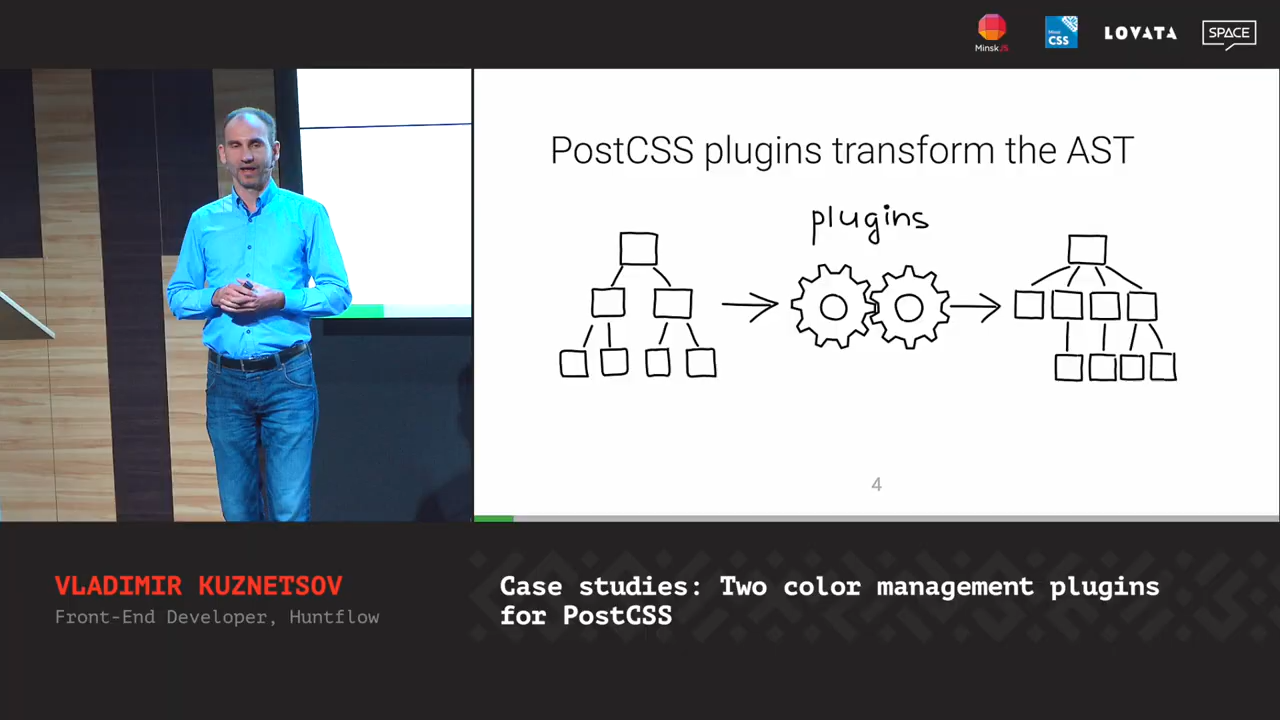 MinskJS
Minsk
CSS
LOVATA
SPACE
PostCSS plugins transform the AST
plugins
4
VLADIMIR KUZNETSOV
Front-End Developer, Huntflow
Case studies: Two color management plugins
for PostCSS